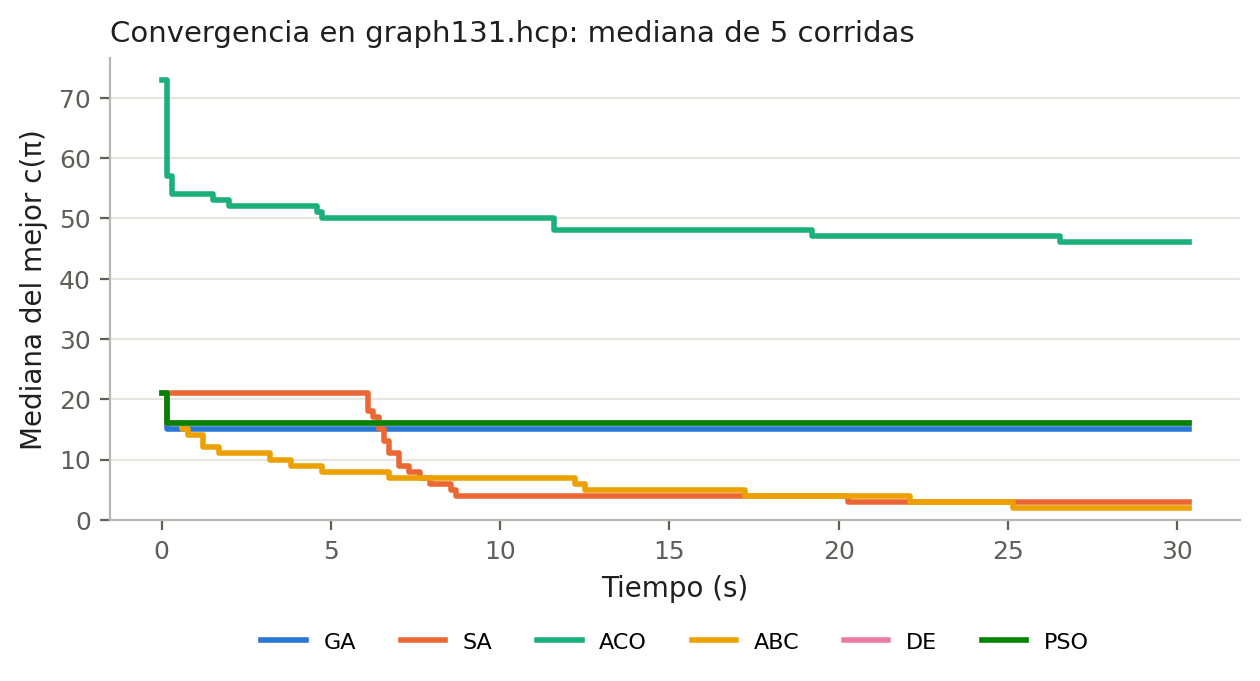 Convergencia en graph131.hcp: mediana de 5 corridas
Mediana del mejor c(π)
70
60
50
40
30
20
10
0
0 5 10 15 20 25 30
Tiempo (s)
GA SA ACO ABC DE PSO